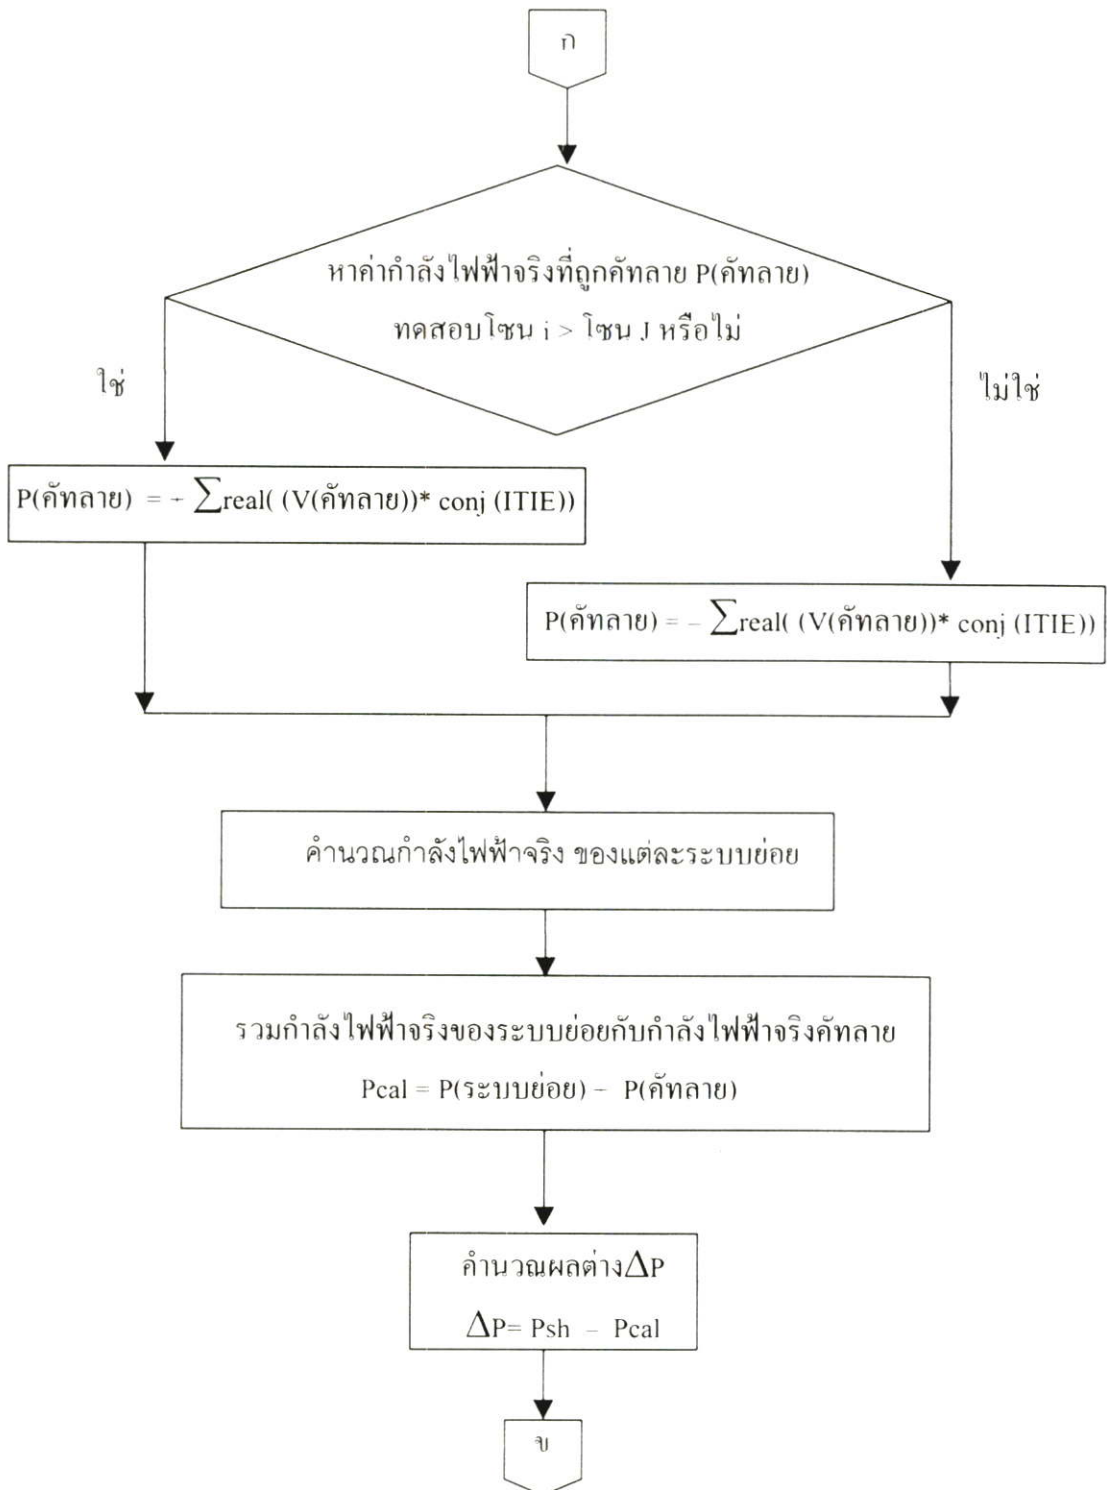 ก
หาค่ากำลังไฟฟ้าจริงที่ถูกคัทลาย P(คัทลาย)
ทดสอบโซน i > โซน J หรือไม่
ใช่
ไม่ใช่
P(คัทลาย) = - ∑real( (V(คัทลาย))* conj (ITIE))
P(คัทลาย) = – ∑real( (V(คัทลาย))* conj (ITIE))
คำนวณกำลังไฟฟ้าจริง ของแต่ละระบบย่อย
รวมกำลังไฟฟ้าจริงของระบบย่อยกับกำลังไฟฟ้าจริงคัทลาย
Pcal = P(ระบบย่อย) – P(คัทลาย)
คำนวณผลต่างΔP
ΔP= Psh – Pcal
ข